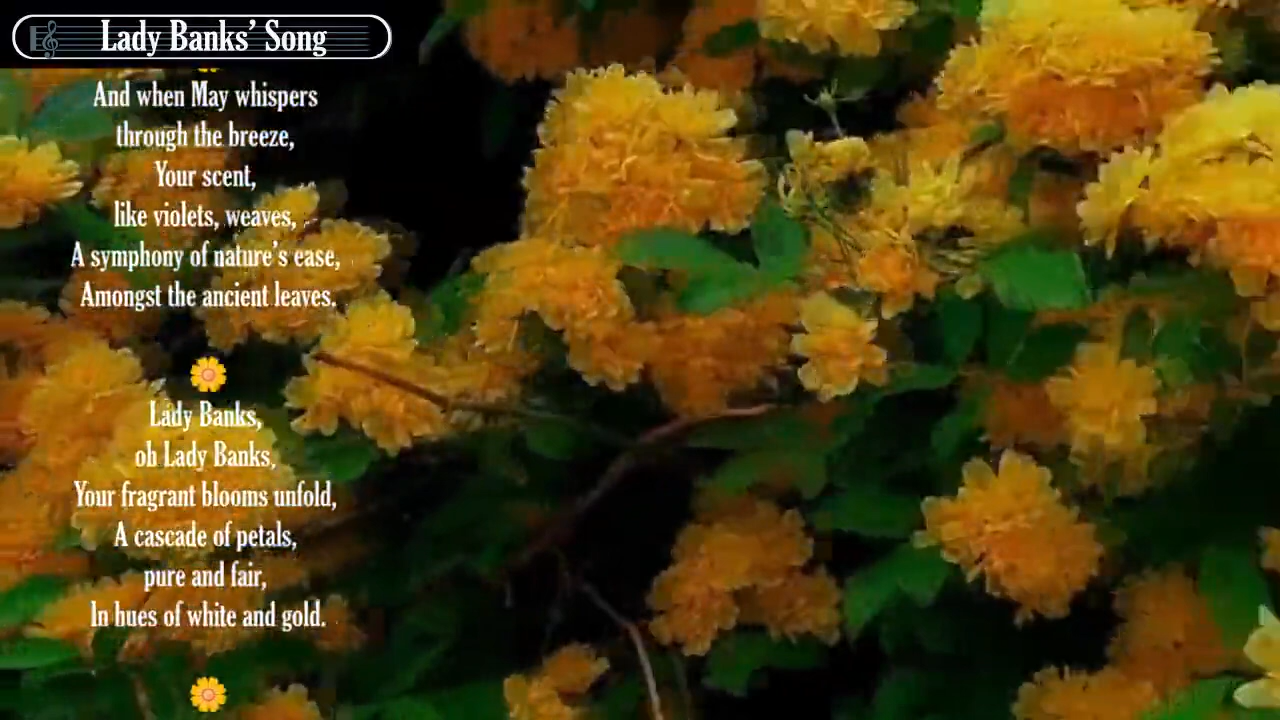 Lady Banks’ Song
And when May whispers
through the breeze,
Your scent,
like violets, weaves,
A symphony of nature’s ease,
Amongst the ancient leaves.
Lady Banks,
oh Lady Banks,
Your fragrant blooms unfold,
A cascade of petals,
pure and fair,
In hues of white and gold.